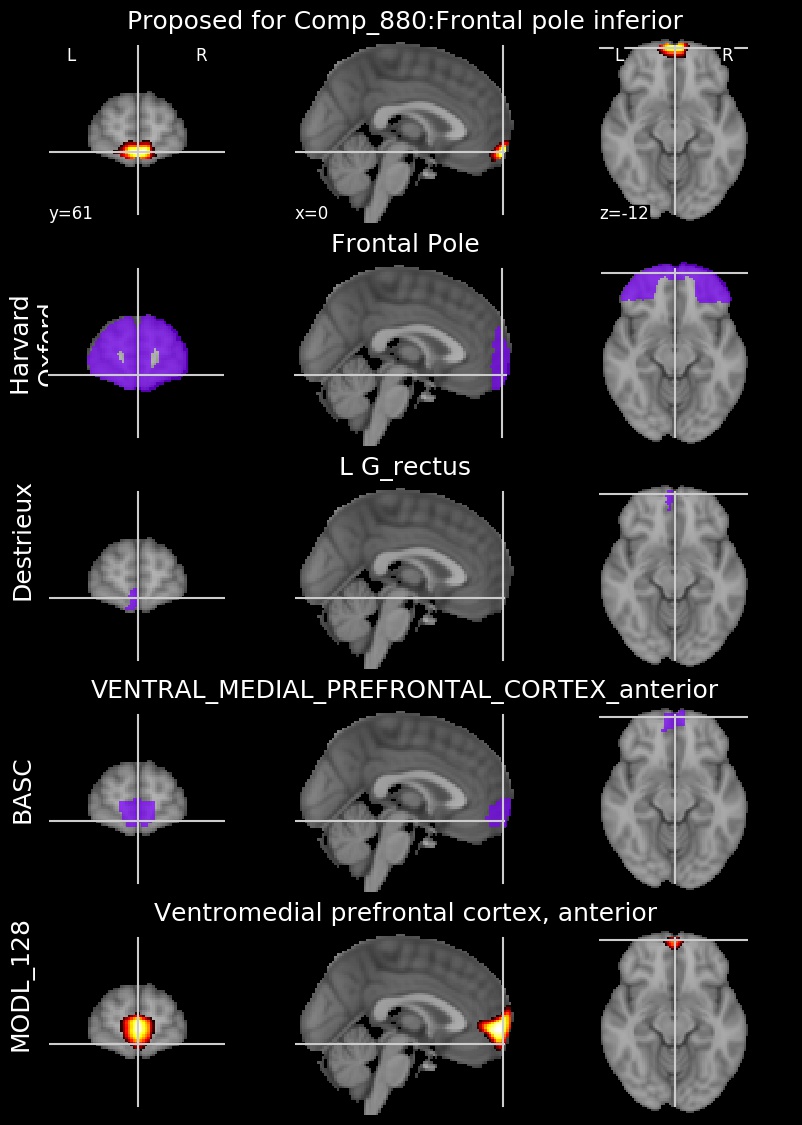 Proposed for Comp_880:Frontal pole inferior
L R L R
y=61 x=0 z=-12
Frontal Pole
Harvard
Oxford
L G_rectus
Destrieux
VENTRAL_MEDIAL_PREFRONTAL_CORTEX_anterior
BASC
Ventromedial prefrontal cortex, anterior
MODL_128